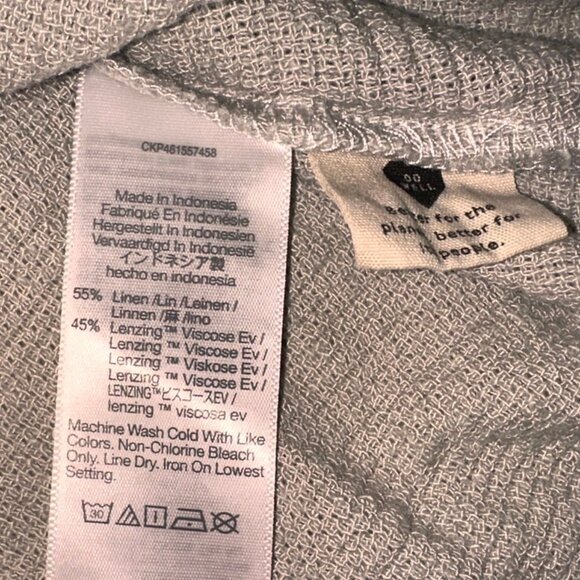 CKP461557458
Made In Indonesia
Fabriqué En Indonésie
Hergestellt In Indonesien
Vervaardigd In Indonesië
インドネシア製
hecho en indonesia
55% Linen /Lin /Leinen /
Linnen /麻 /lino
45% Lenzing™ Viscose Ev /
Lenzing ™ Viscose Ev /
Lenzing ™ Viskose Ev /
Lenzing ™ Viscose Ev /
LENZING™ビスコースEV /
lenzing ™ viscosa ev
Machine Wash Cold With Like
Colors. Non-Chlorine Bleach
Only. Line Dry. Iron On Lowest
Setting.
30
DO
WELL
Better for the
planet, better for
people.